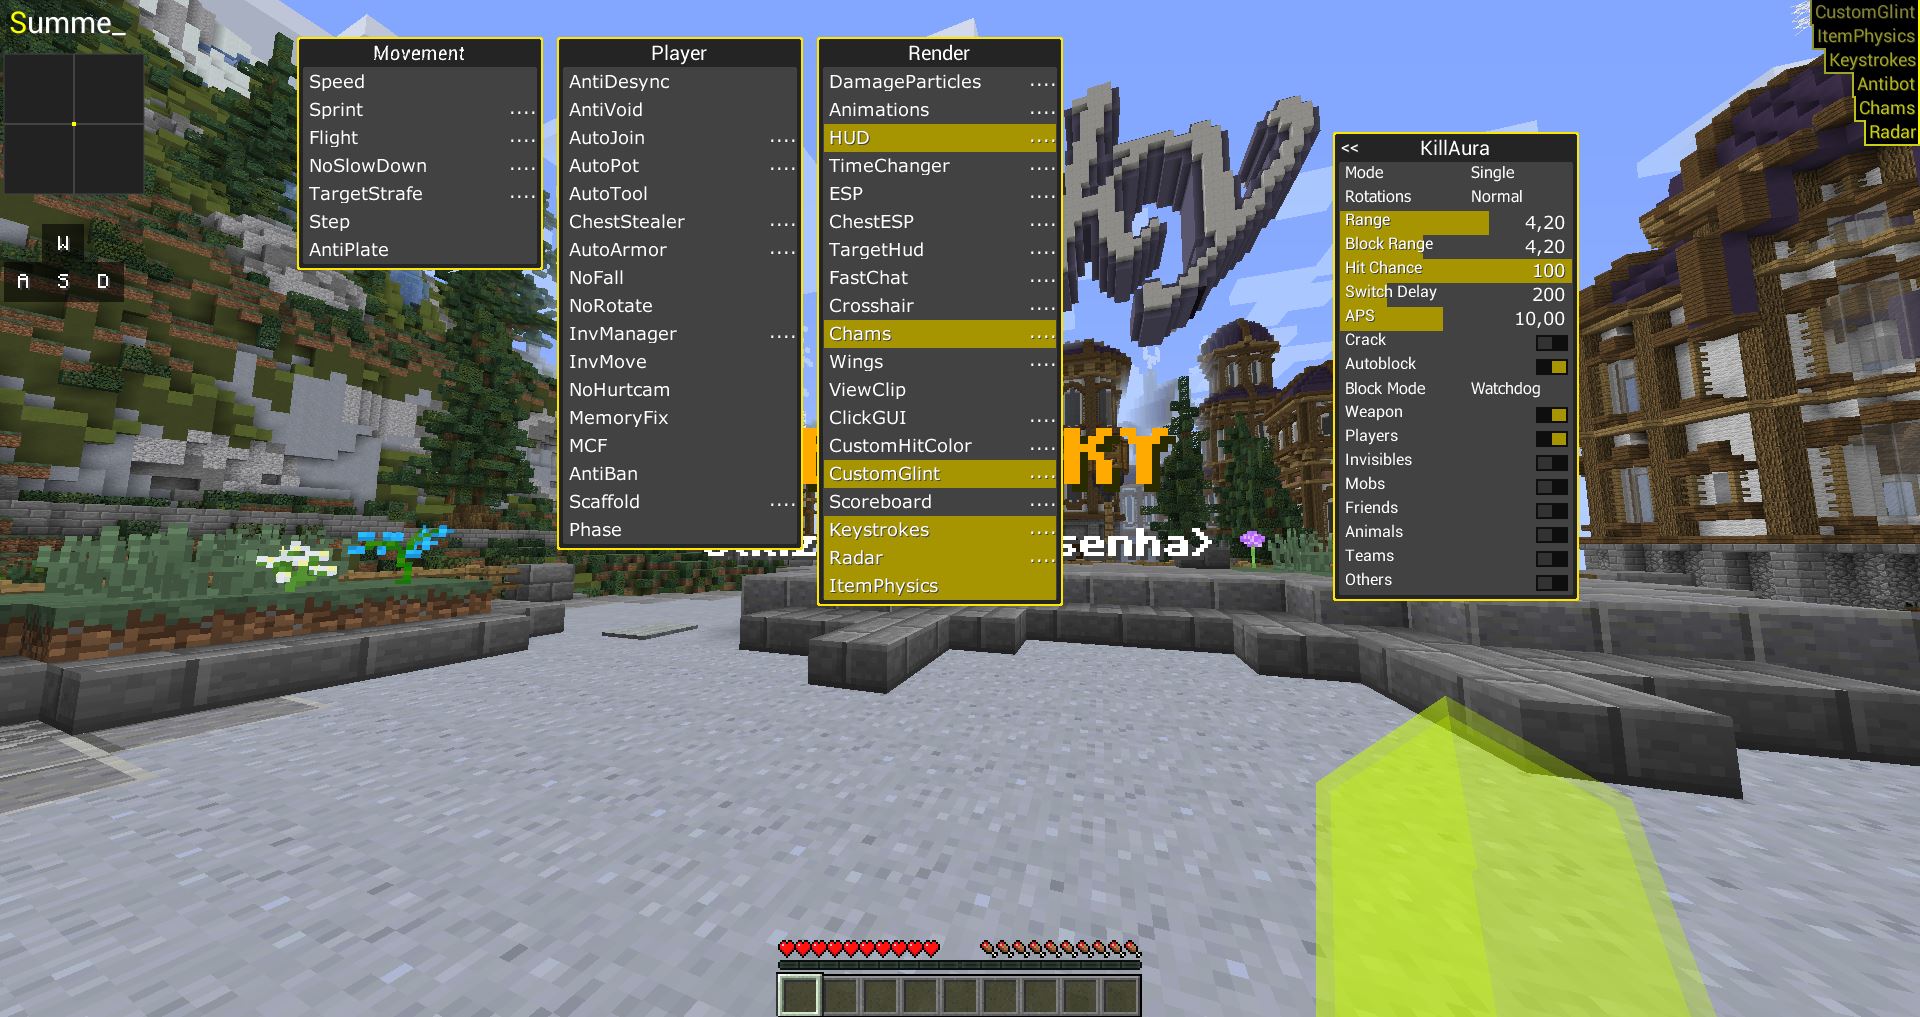 Summe_
W
A S D
Movement
Speed
Sprint ....
Flight ....
NoSlowDown ....
TargetStrafe ....
Step
AntiPlate
Player
AntiDesync
AntiVoid
AutoJoin ....
AutoPot ....
AutoTool
ChestStealer ....
AutoArmor ....
NoFall
NoRotate
InvManager ....
InvMove
NoHurtcam
MemoryFix
MCF
AntiBan
Scaffold ....
Phase
Render
DamageParticles ....
Animations ....
HUD ....
TimeChanger ....
ESP ....
ChestESP ....
TargetHud ....
FastChat ....
Crosshair ....
Chams ....
Wings ....
ViewClip
ClickGUI ....
CustomHitColor ....
CustomGlint ....
Scoreboard ....
Keystrokes ....
Radar ....
ItemPhysics
KY
senha>
<< KillAura
Mode Single
Rotations Normal
Range 4,20
Block Range 4,20
Hit Chance 100
Switch Delay 200
APS 10,00
Crack
Autoblock
Block Mode Watchdog
Weapon
Players
Invisibles
Mobs
Friends
Animals
Teams
Others
CustomGlint
ItemPhysics
Keystrokes
Antibot
Chams
Radar